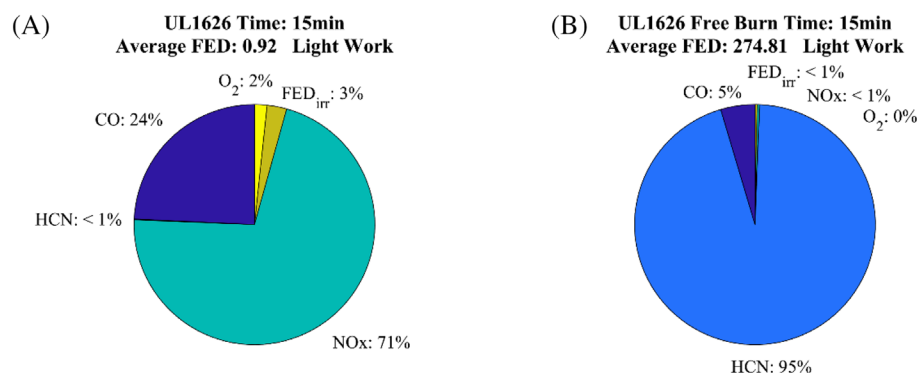 (A)
UL1626 Time: 15min
Average FED: 0.92 Light Work
O2: 2%
FEDirr: 3%
CO: 24%
HCN: < 1%
NOx: 71%
(B)
UL1626 Free Burn Time: 15min
Average FED: 274.81 Light Work
FEDirr: < 1%
CO: 5%
NOx: < 1%
O2: 0%
HCN: 95%